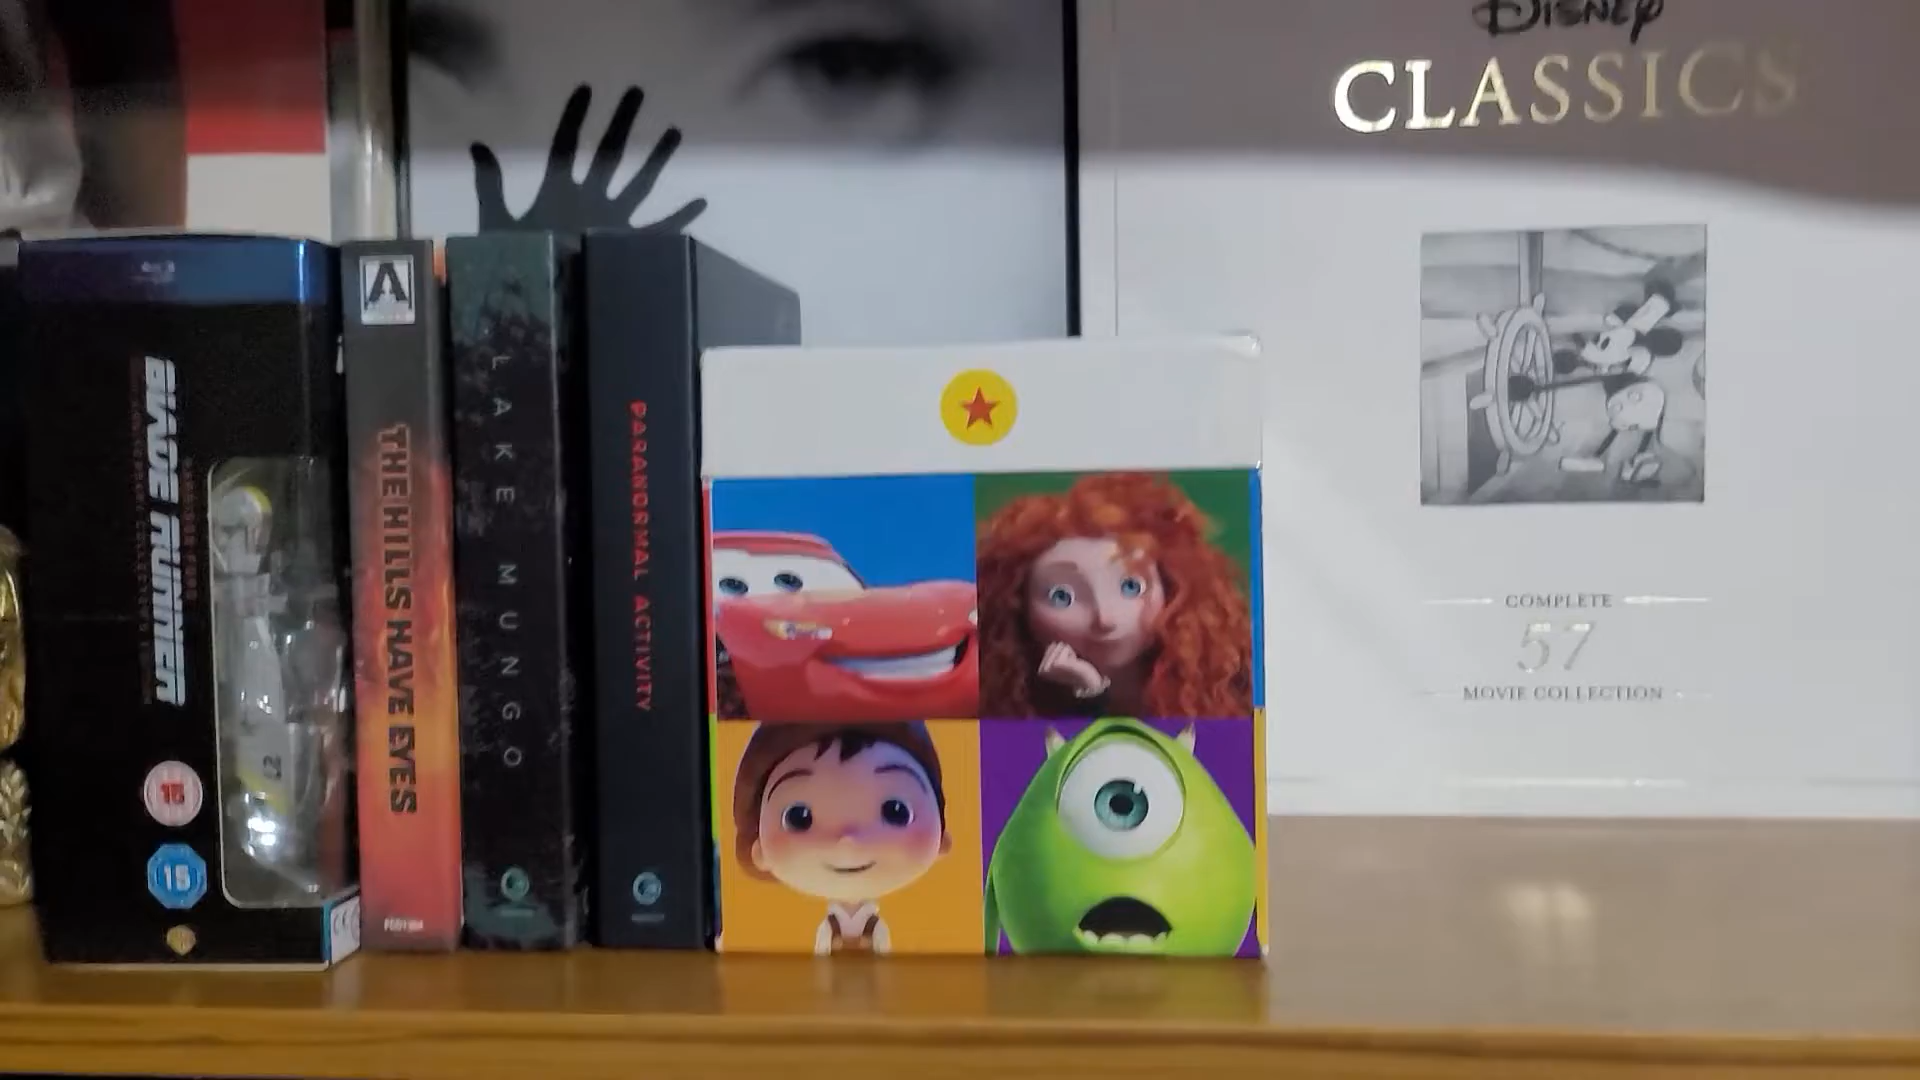 DISNEY
CLASSICS
COMPLETE
57
MOVIE COLLECTION
BLADE RUNNER
15
15
A
THE HILLS HAVE EYES
LAKE MUNGO
PARANORMAL ACTIVITY